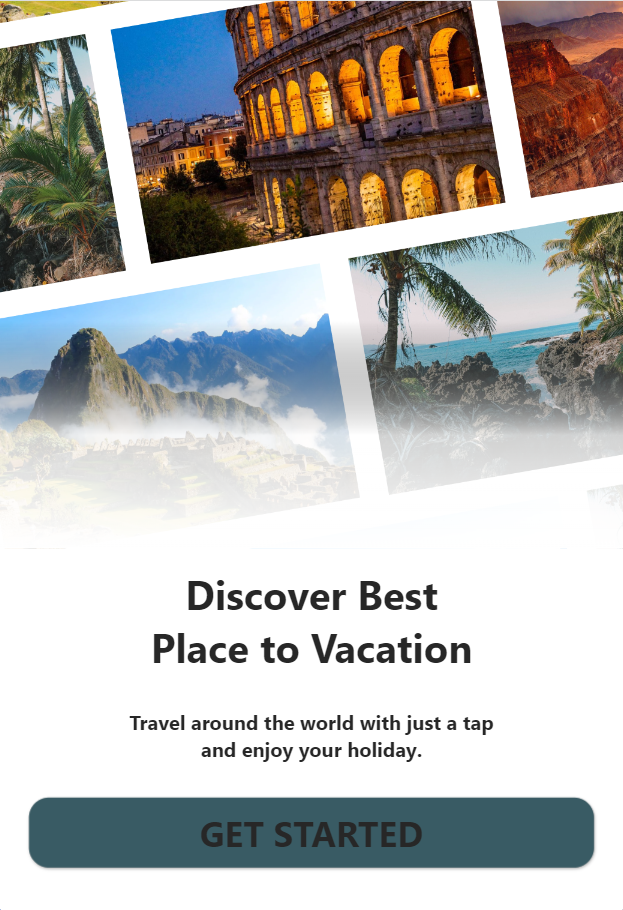 Discover Best
Place to Vacation
Travel around the world with just a tap
and enjoy your holiday.
GET STARTED